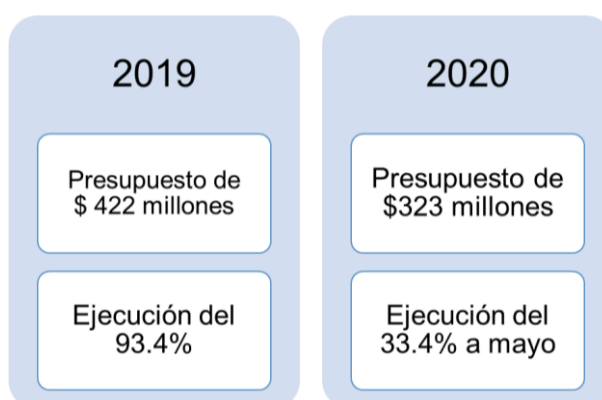 2019
Presupuesto de
$ 422 millones
Ejecución del
93.4%
2020
Presupuesto de
$323 millones
Ejecución del
33.4% a mayo